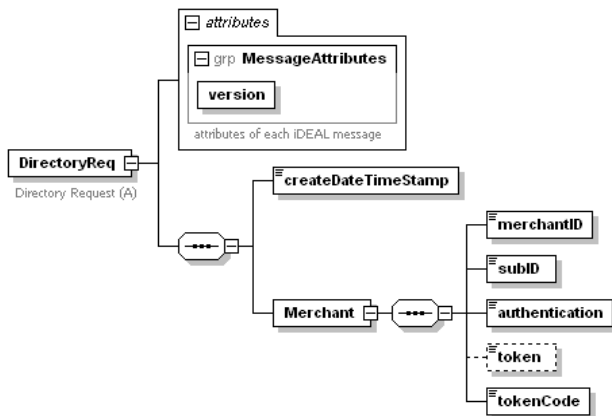 attributes
grp MessageAttributes
version
attributes of each iDEAL message
DirectoryReq
Directory Request (A)
createDateTimeStamp
Merchant
merchantID
subID
authentication
token
tokenCode